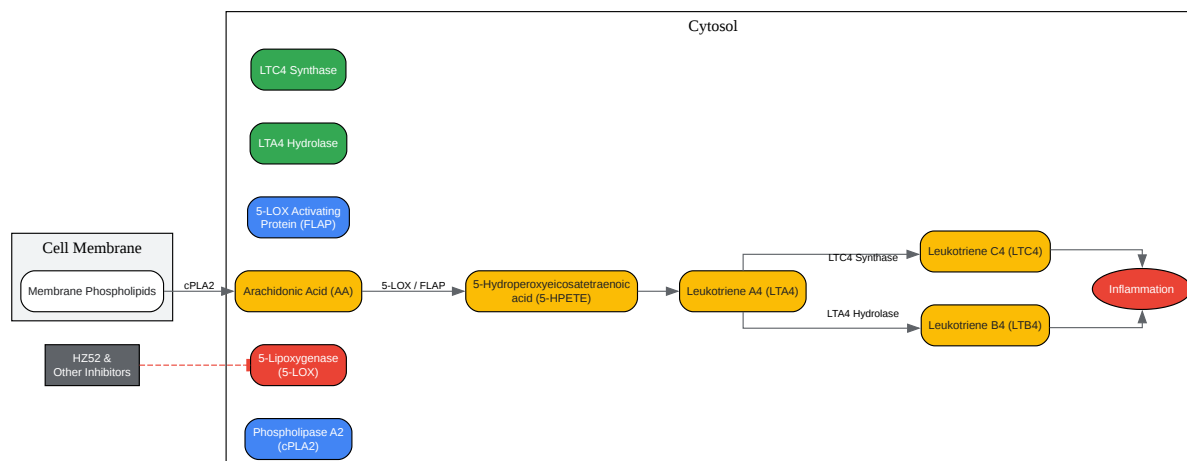 Cytosol
LTC4 Synthase
LTA4 Hydrolase
5-LOX Activating
Protein (FLAP)
Cell Membrane
Membrane Phospholipids
cPLA2
Arachidonic Acid (AA)
5-LOX / FLAP
5-Hydroperoxyeicosatetraenoic
acid (5-HPETE)
Leukotriene A4 (LTA4)
LTC4 Synthase
Leukotriene C4 (LTC4)
LTA4 Hydrolase
Leukotriene B4 (LTB4)
Inflammation
HZ52 &
Other Inhibitors
5-Lipoxygenase
(5-LOX)
Phospholipase A2
(cPLA2)